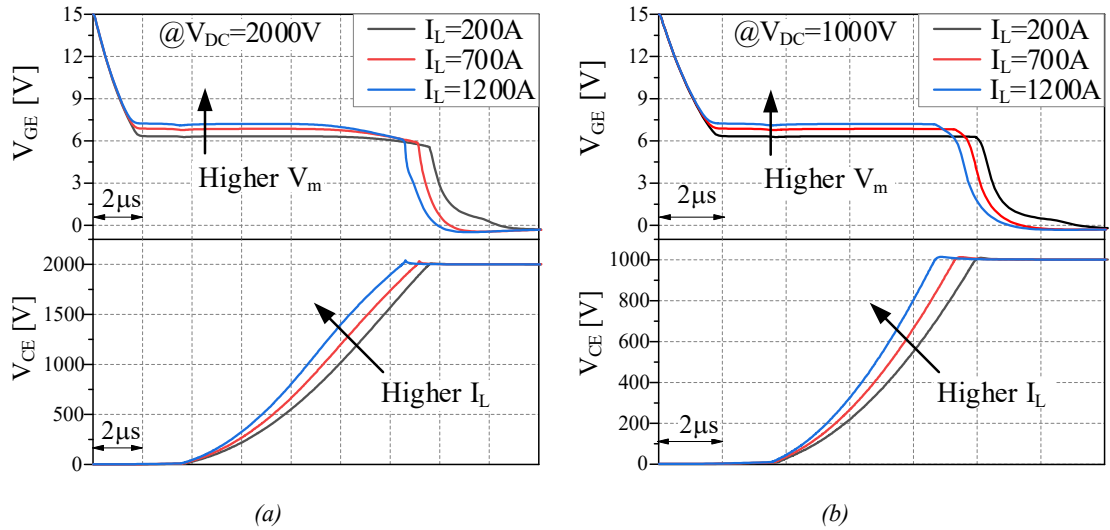 15
12
9
6
3
0
V_GE [V]
@V_DC=2000V
I_L=200A
I_L=700A
I_L=1200A
Higher V_m
2μs
2000
1500
1000
500
0
V_CE [V]
Higher I_L
2μs
(a)
15
12
9
6
3
0
V_GE [V]
@V_DC=1000V
I_L=200A
I_L=700A
I_L=1200A
Higher V_m
2μs
1000
800
600
400
200
0
V_CE [V]
Higher I_L
2μs
(b)